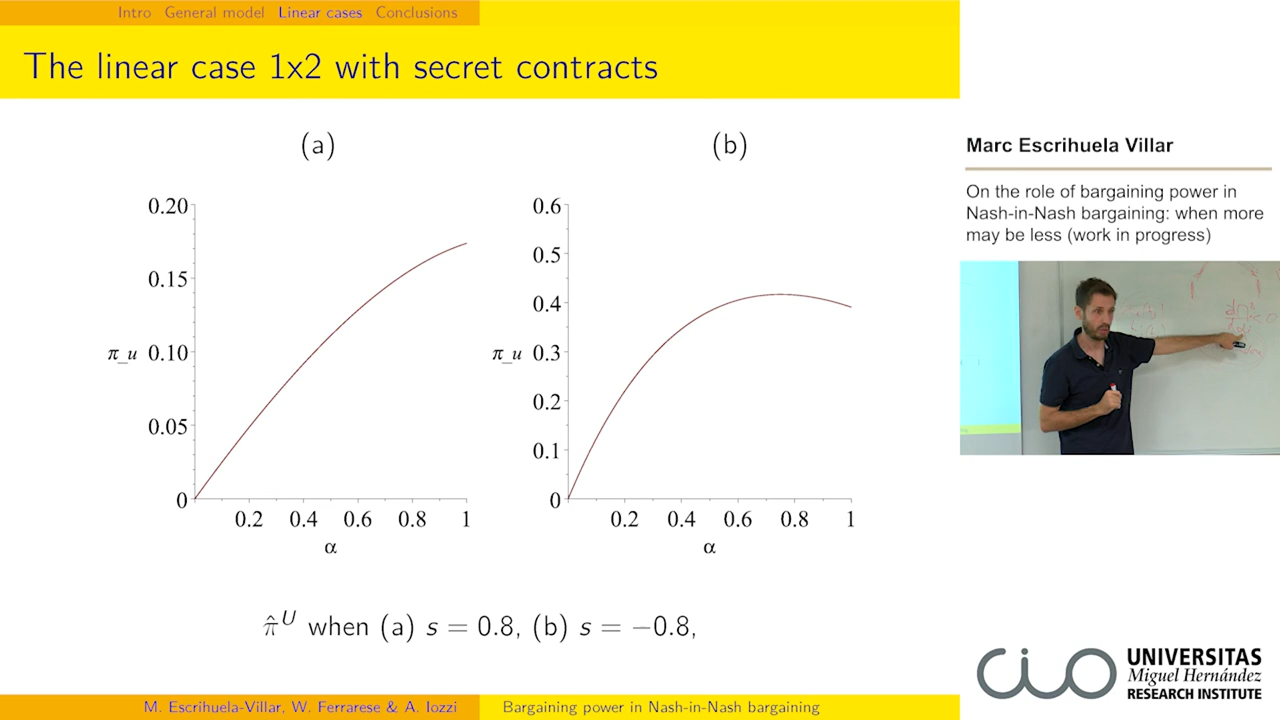 Intro General model Linear cases Conclusions
The linear case 1x2 with secret contracts
(a)
0.20
0.15
π_u 0.10
0.05
0
0.2 0.4 0.6 0.8 1
α
(b)
0.6
0.5
0.4
π_u 0.3
0.2
0.1
0
0.2 0.4 0.6 0.8 1
α
π̂^U when (a) s = 0.8, (b) s = −0.8,
M. Escrihuela-Villar, W. Ferrarese & A. Iozzi
Bargaining power in Nash-in-Nash bargaining
Marc Escrihuela Villar
On the role of bargaining power in
Nash-in-Nash bargaining: when more
may be less (work in progress)
cio
UNIVERSITAS
Miguel Hernández
RESEARCH INSTITUTE